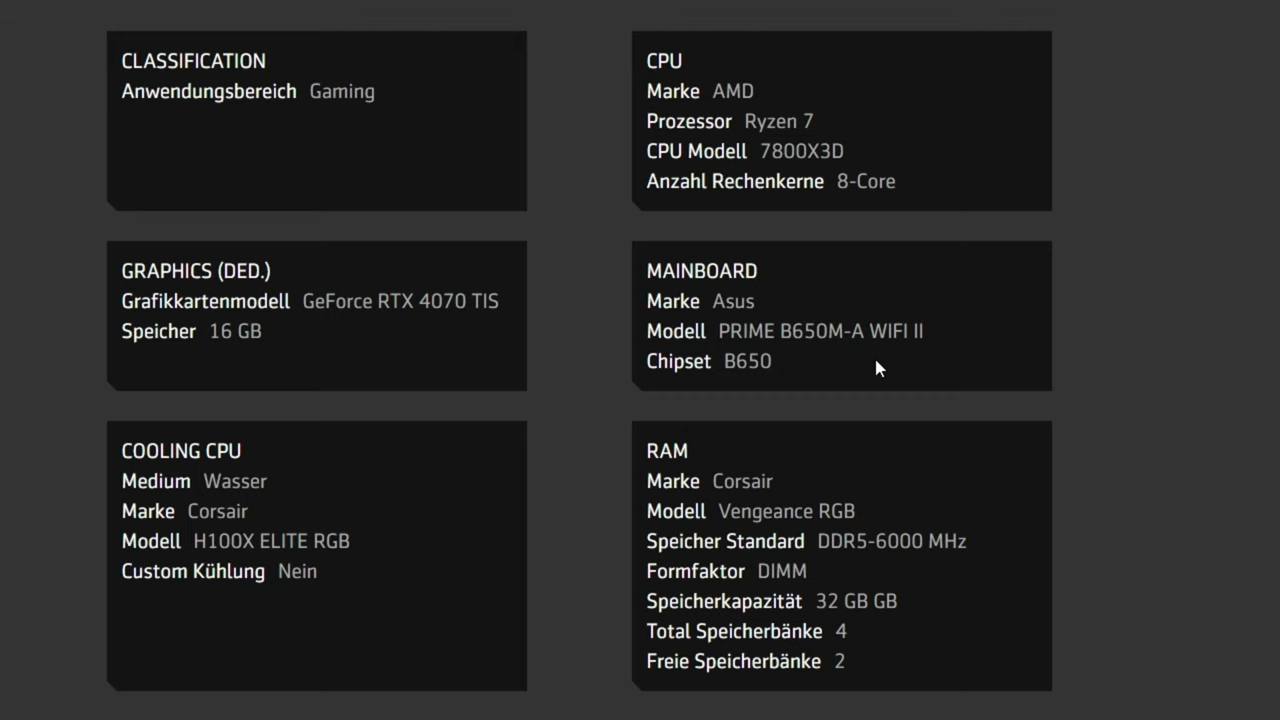 CLASSIFICATION
Anwendungsbereich Gaming
CPU
Marke AMD
Prozessor Ryzen 7
CPU Modell 7800X3D
Anzahl Rechenkerne 8-Core
GRAPHICS (DED.)
Grafikkartenmodell GeForce RTX 4070 TIS
Speicher 16 GB
MAINBOARD
Marke Asus
Modell PRIME B650M-A WIFI II
Chipset B650
COOLING CPU
Medium Wasser
Marke Corsair
Modell H100X ELITE RGB
Custom Kühlung Nein
RAM
Marke Corsair
Modell Vengeance RGB
Speicher Standard DDR5-6000 MHz
Formfaktor DIMM
Speicherkapazität 32 GB GB
Total Speicherbänke 4
Freie Speicherbänke 2